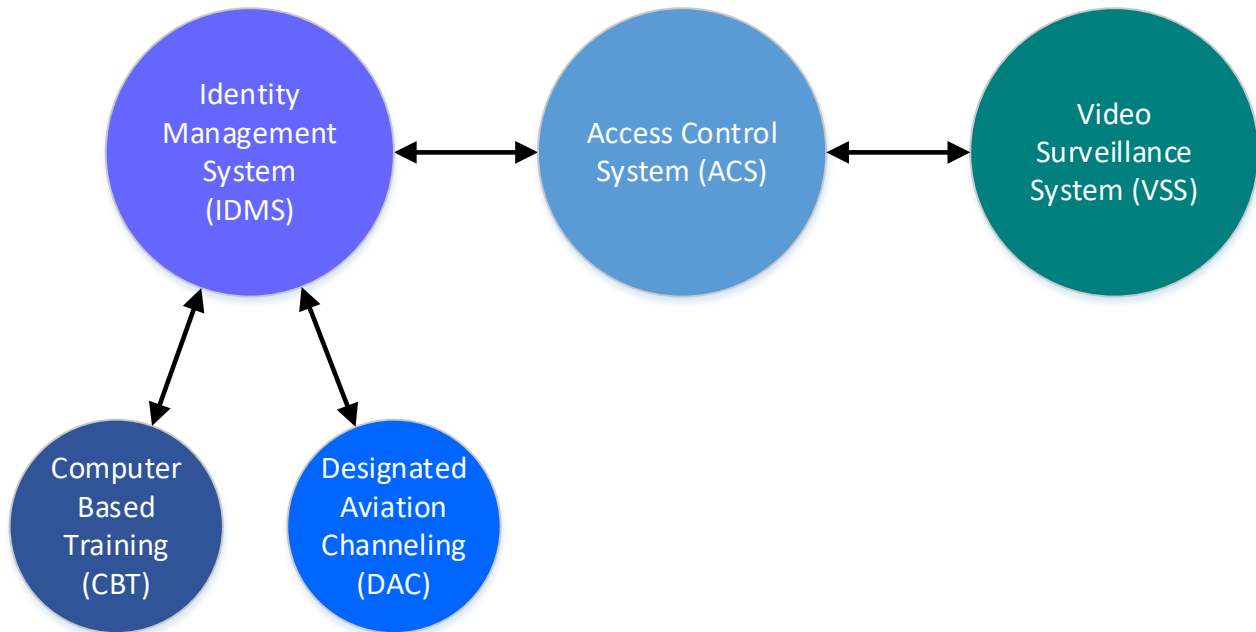 Identity
Management
System
(IDMS)
Access Control
System (ACS)
Video
Surveillance
System (VSS)
Computer
Based
Training
(CBT)
Designated
Aviation
Channeling
(DAC)